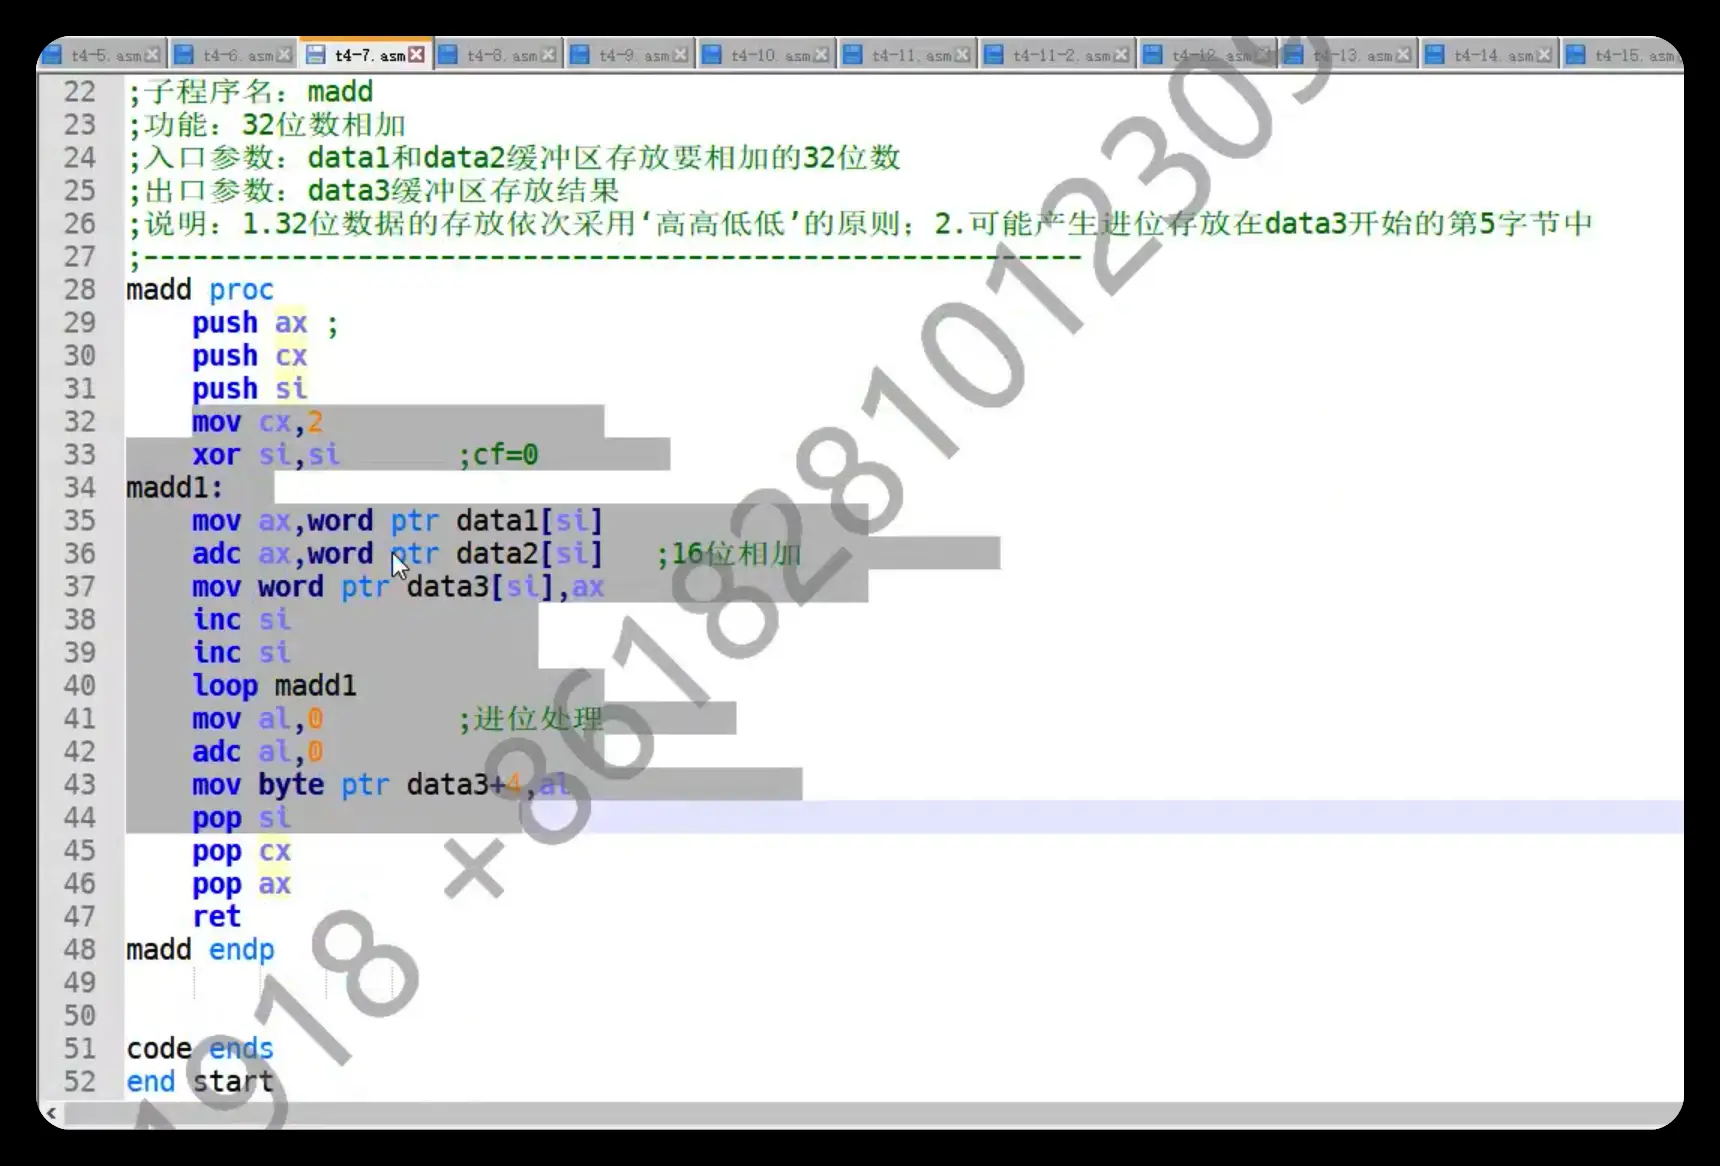 t4-5.asm t4-6.asm t4-7.asm t4-8.asm t4-9.asm t4-10.asm t4-11.asm t4-11-2.asm t4-12.asm t4-13.asm t4-14.asm t4-15.asm
22 ;子程序名：madd
23 ;功能：32位数相加
24 ;入口参数：data1和data2缓冲区存放要相加的32位数
25 ;出口参数：data3缓冲区存放结果
26 ;说明：1.32位数据的存放依次采用‘高高低低’的原则；2.可能产生进位存放在data3开始的第5字节中
27 ;---------------------------------------------------------
28 madd proc
29 push ax ;
30 push cx
31 push si
32 mov cx,2
33 xor si,si ;cf=0
34 madd1:
35 mov ax,word ptr data1[si]
36 adc ax,word ptr data2[si] ;16位相加
37 mov word ptr data3[si],ax
38 inc si
39 inc si
40 loop madd1
41 mov al,0 ;进位处理
42 adc al,0
43 mov byte ptr data3+4,al
44 pop si
45 pop cx
46 pop ax
47 ret
48 madd endp
49
50
51 code ends
52 end start
1918 +8618281012309